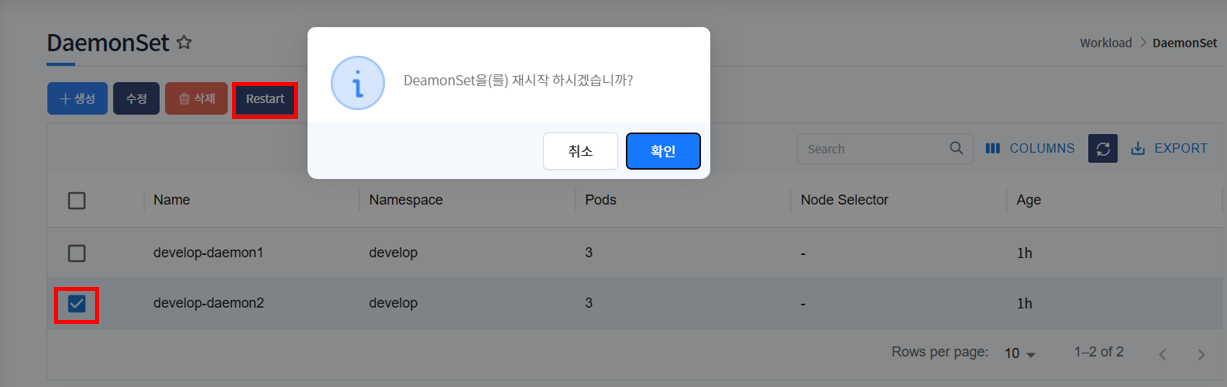 DaemonSet
Workload > DaemonSet
+ 생성 수정 삭제 Restart
DeamonSet을(를) 재시작 하시겠습니까?
취소 확인
Search COLUMNS EXPORT
Name Namespace Pods Node Selector Age
develop-daemon1 develop 3 - 1h
develop-daemon2 develop 3 - 1h
Rows per page: 10 1–2 of 2